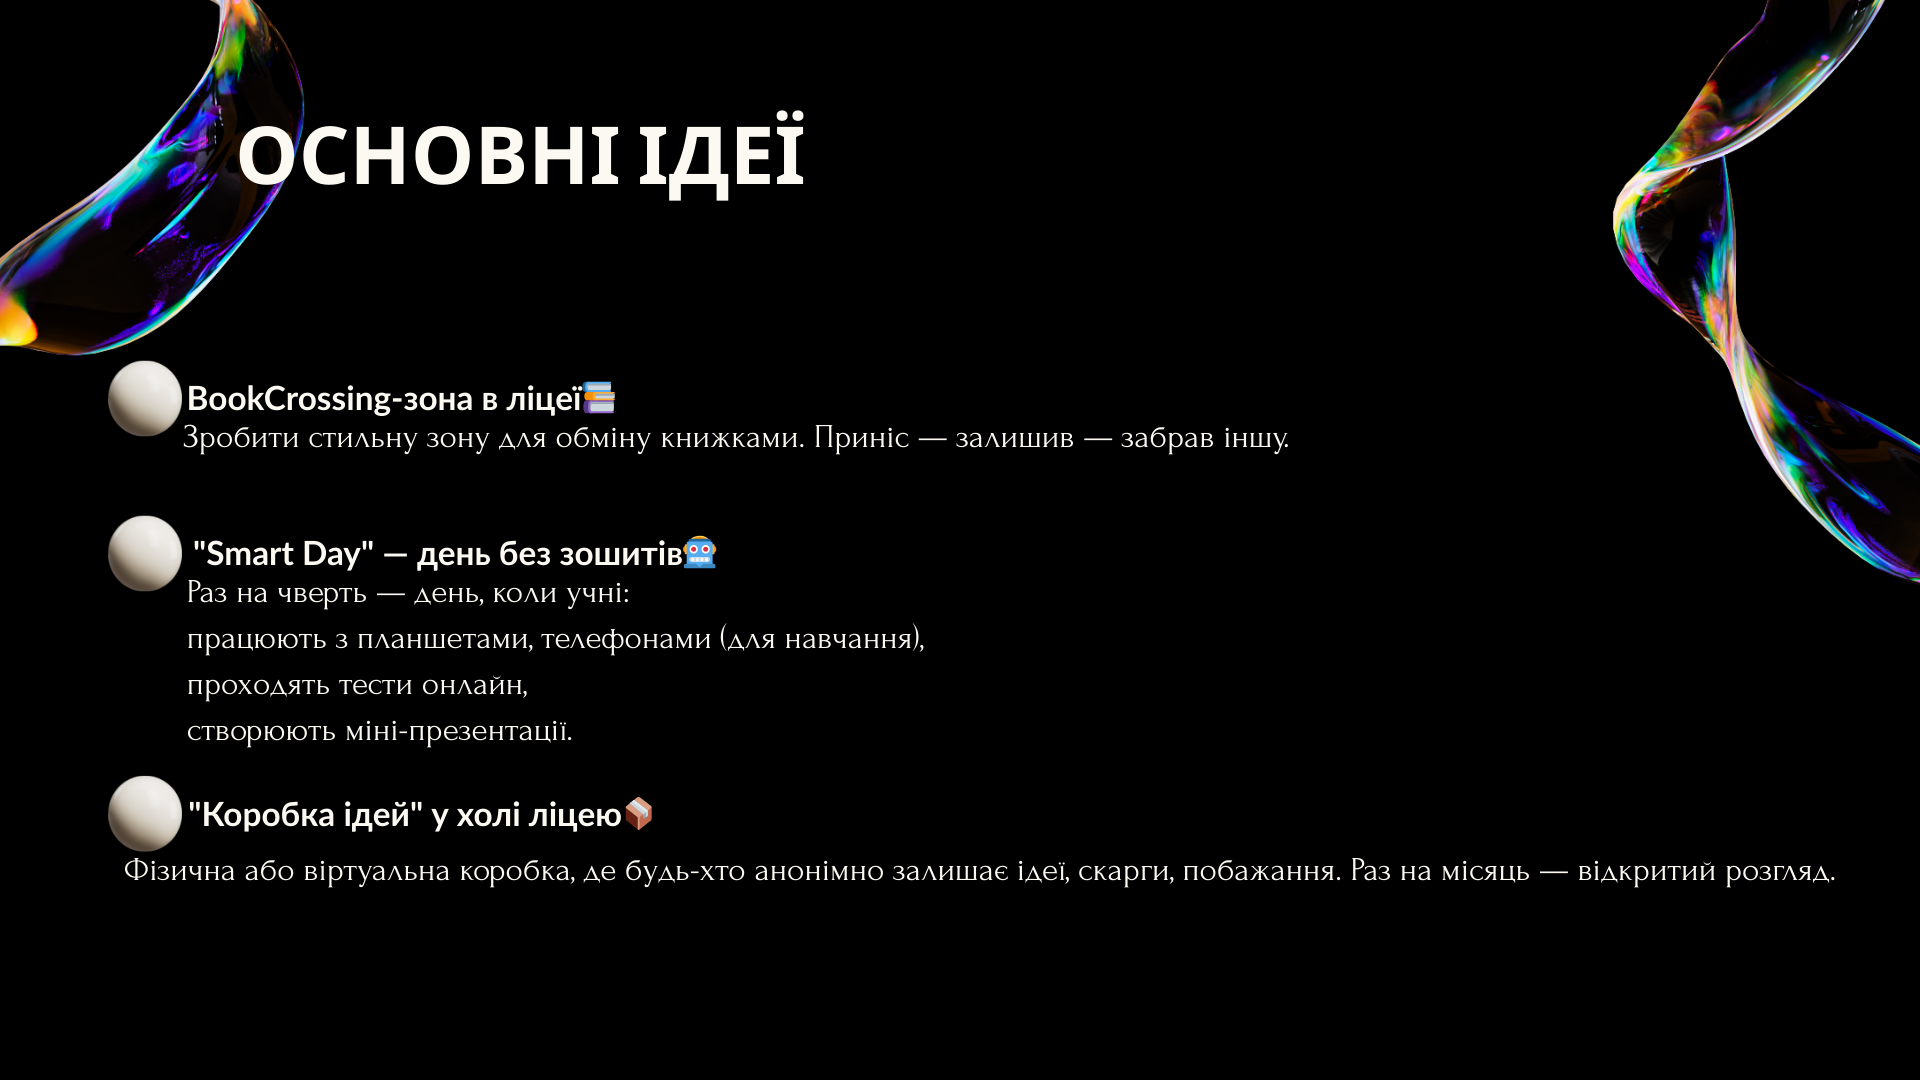 ОСНОВНІ ІДЕЇ
BookCrossing-зона в ліцеї📚
Зробити стильну зону для обміну книжками. Приніс — залишив — забрав іншу.
"Smart Day" — день без зошитів🤖
Раз на чверть — день, коли учні:
працюють з планшетами, телефонами (для навчання),
проходять тести онлайн,
створюють міні-презентації.
"Коробка ідей" у холі ліцею📦
Фізична або віртуальна коробка, де будь-хто анонімно залишає ідеї, скарги, побажання. Раз на місяць — відкритий розгляд.